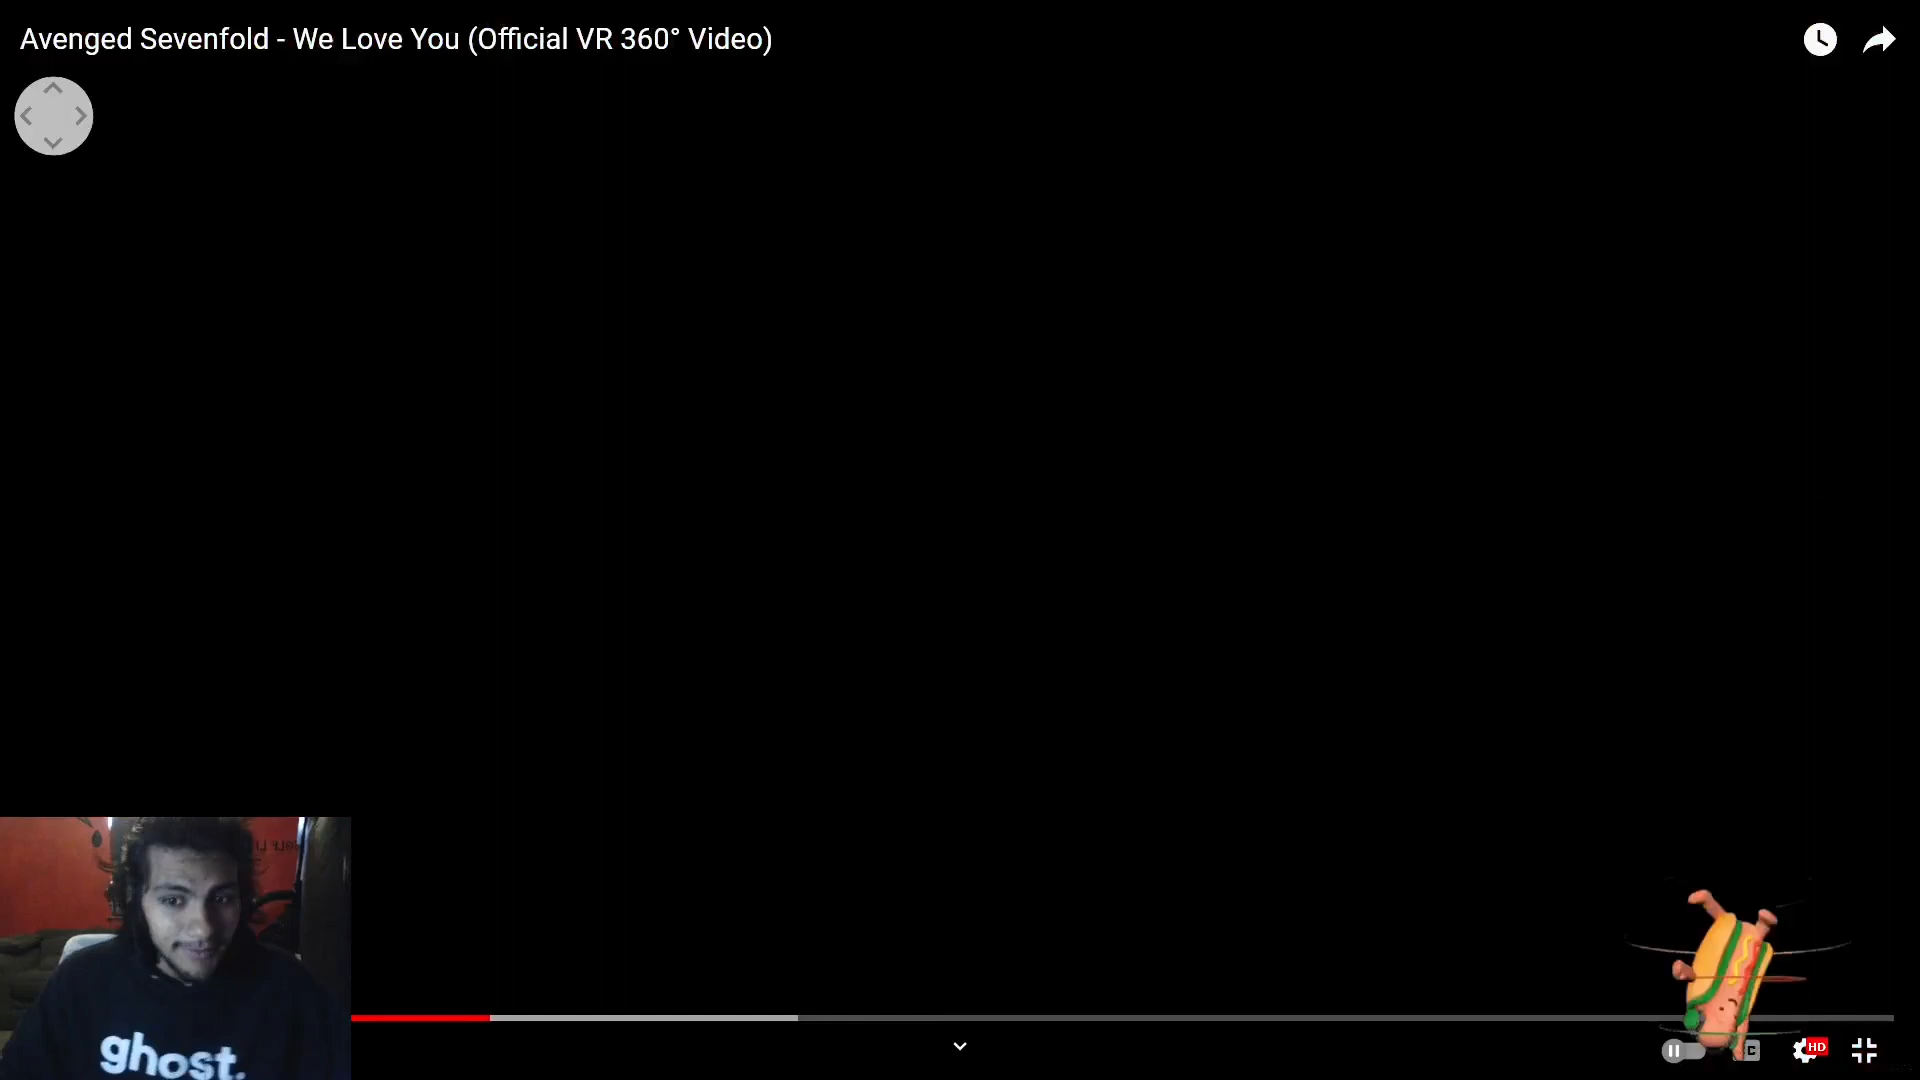 Avenged Sevenfold - We Love You (Official VR 360° Video)
ghost.
HD